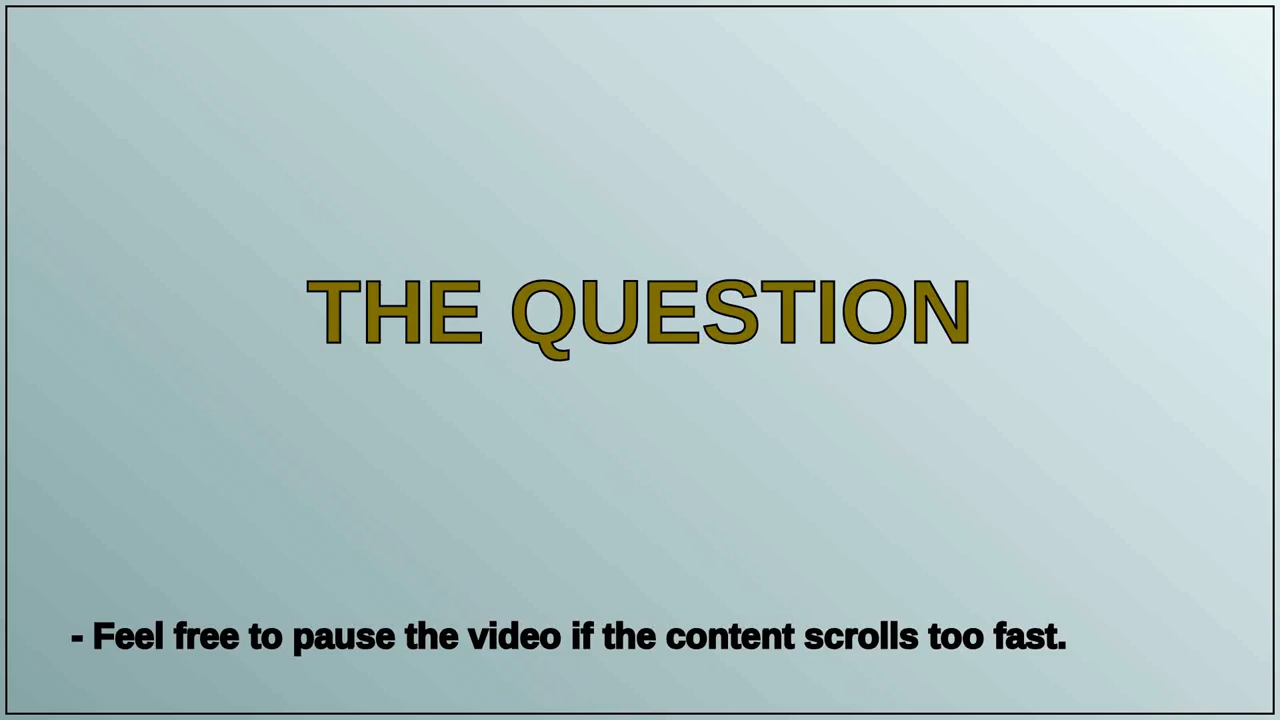 THE QUESTION
- Feel free to pause the video if the content scrolls too fast.